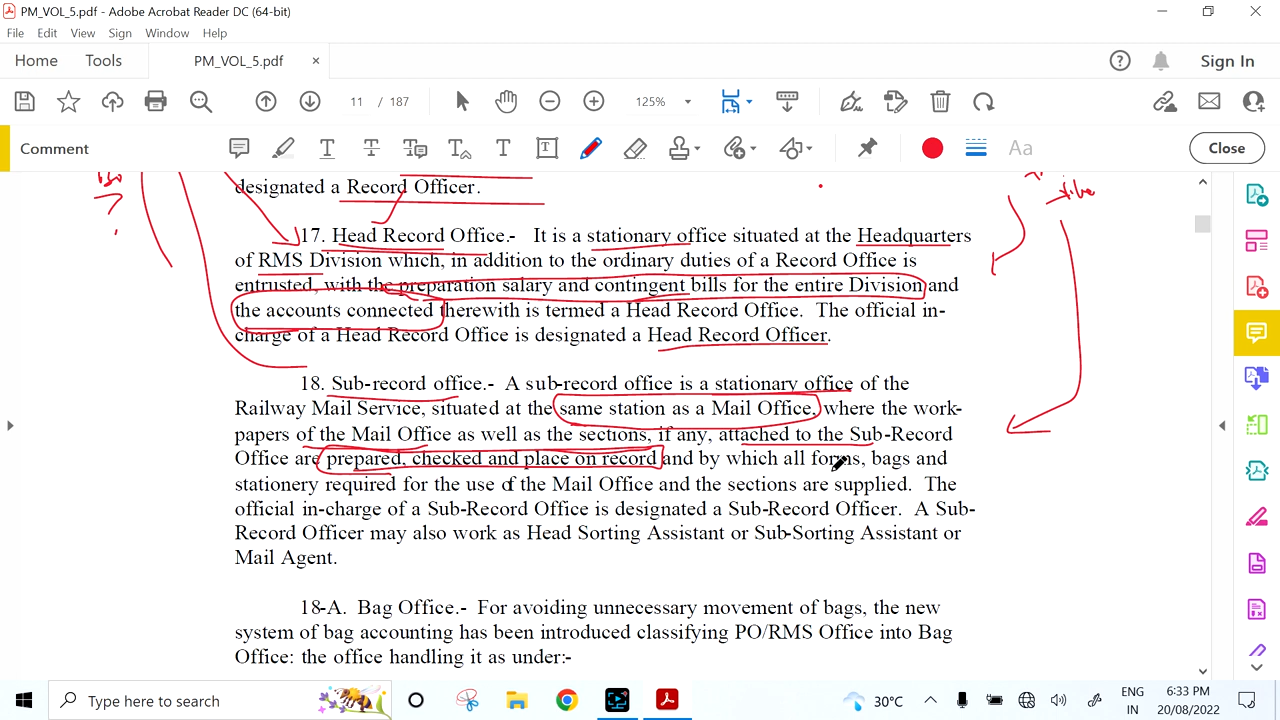 PM_VOL_5.pdf - Adobe Acrobat Reader DC (64-bit)
File Edit View Sign Window Help
Home Tools PM_VOL_5.pdf × Sign In
11 / 187 125%
Comment Aa Close
designated a Record Officer.
17. Head Record Office.- It is a stationary office situated at the Headquarters
of RMS Division which, in addition to the ordinary duties of a Record Office is
entrusted, with the preparation salary and contingent bills for the entire Division and
the accounts connected therewith is termed a Head Record Office. The official in-
charge of a Head Record Office is designated a Head Record Officer.
18. Sub-record office.- A sub-record office is a stationary office of the
Railway Mail Service, situated at the same station as a Mail Office, where the work-
papers of the Mail Office as well as the sections, if any, attached to the Sub-Record
Office are prepared, checked and place on record and by which all forms, bags and
stationery required for the use of the Mail Office and the sections are supplied. The
official in-charge of a Sub-Record Office is designated a Sub-Record Officer. A Sub-
Record Officer may also work as Head Sorting Assistant or Sub-Sorting Assistant or
Mail Agent.
18-A. Bag Office.- For avoiding unnecessary movement of bags, the new
system of bag accounting has been introduced classifying PO/RMS Office into Bag
Office: the office handling it as under:-
Type here to search
30°C
ENG
IN
6:33 PM
20/08/2022